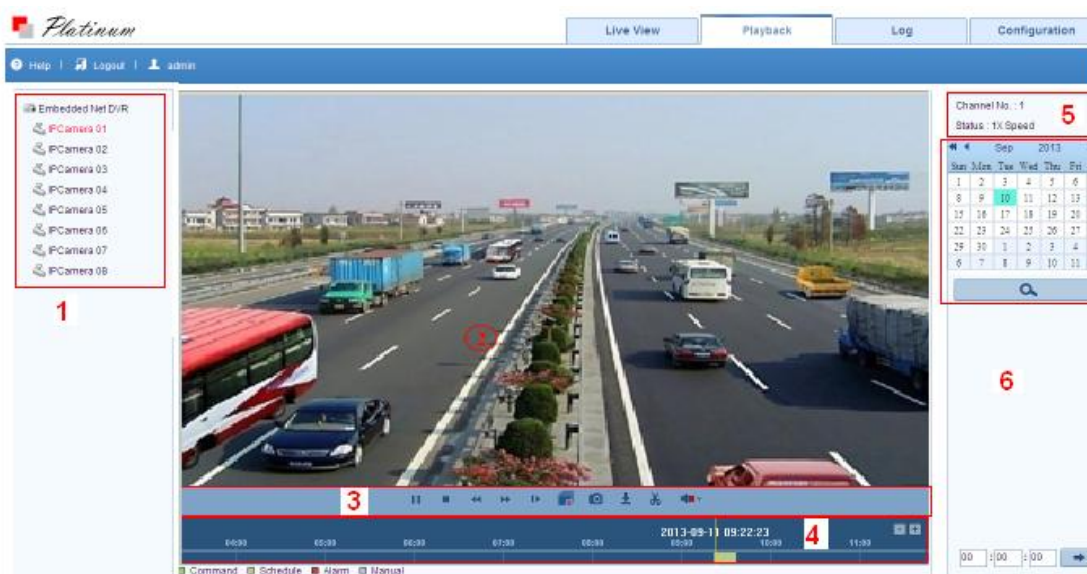 Platinum
Live View
Playback
Log
Configuration
Help | Logout | admin
Embedded Net DVR
IPCamera 01
IPCamera 02
IPCamera 03
IPCamera 04
IPCamera 05
IPCamera 06
IPCamera 07
IPCamera 08
1
2
Channel No. : 1
Status : 1X Speed
5
Sep 2013
Sun Mon Tue Wed Thu Fri
1 2 3 4 5 6
8 9 10 11 12 13
15 16 17 18 19 20
22 23 24 25 26 27
29 30 1 2 3 4
6 7 8 9 10 11
6
3
2013-09-11 09:22:23
4
04:00 05:00 06:00 07:00 08:00 09:00 10:00 11:00
00 :00 :00
Command Schedule Alarm Manual